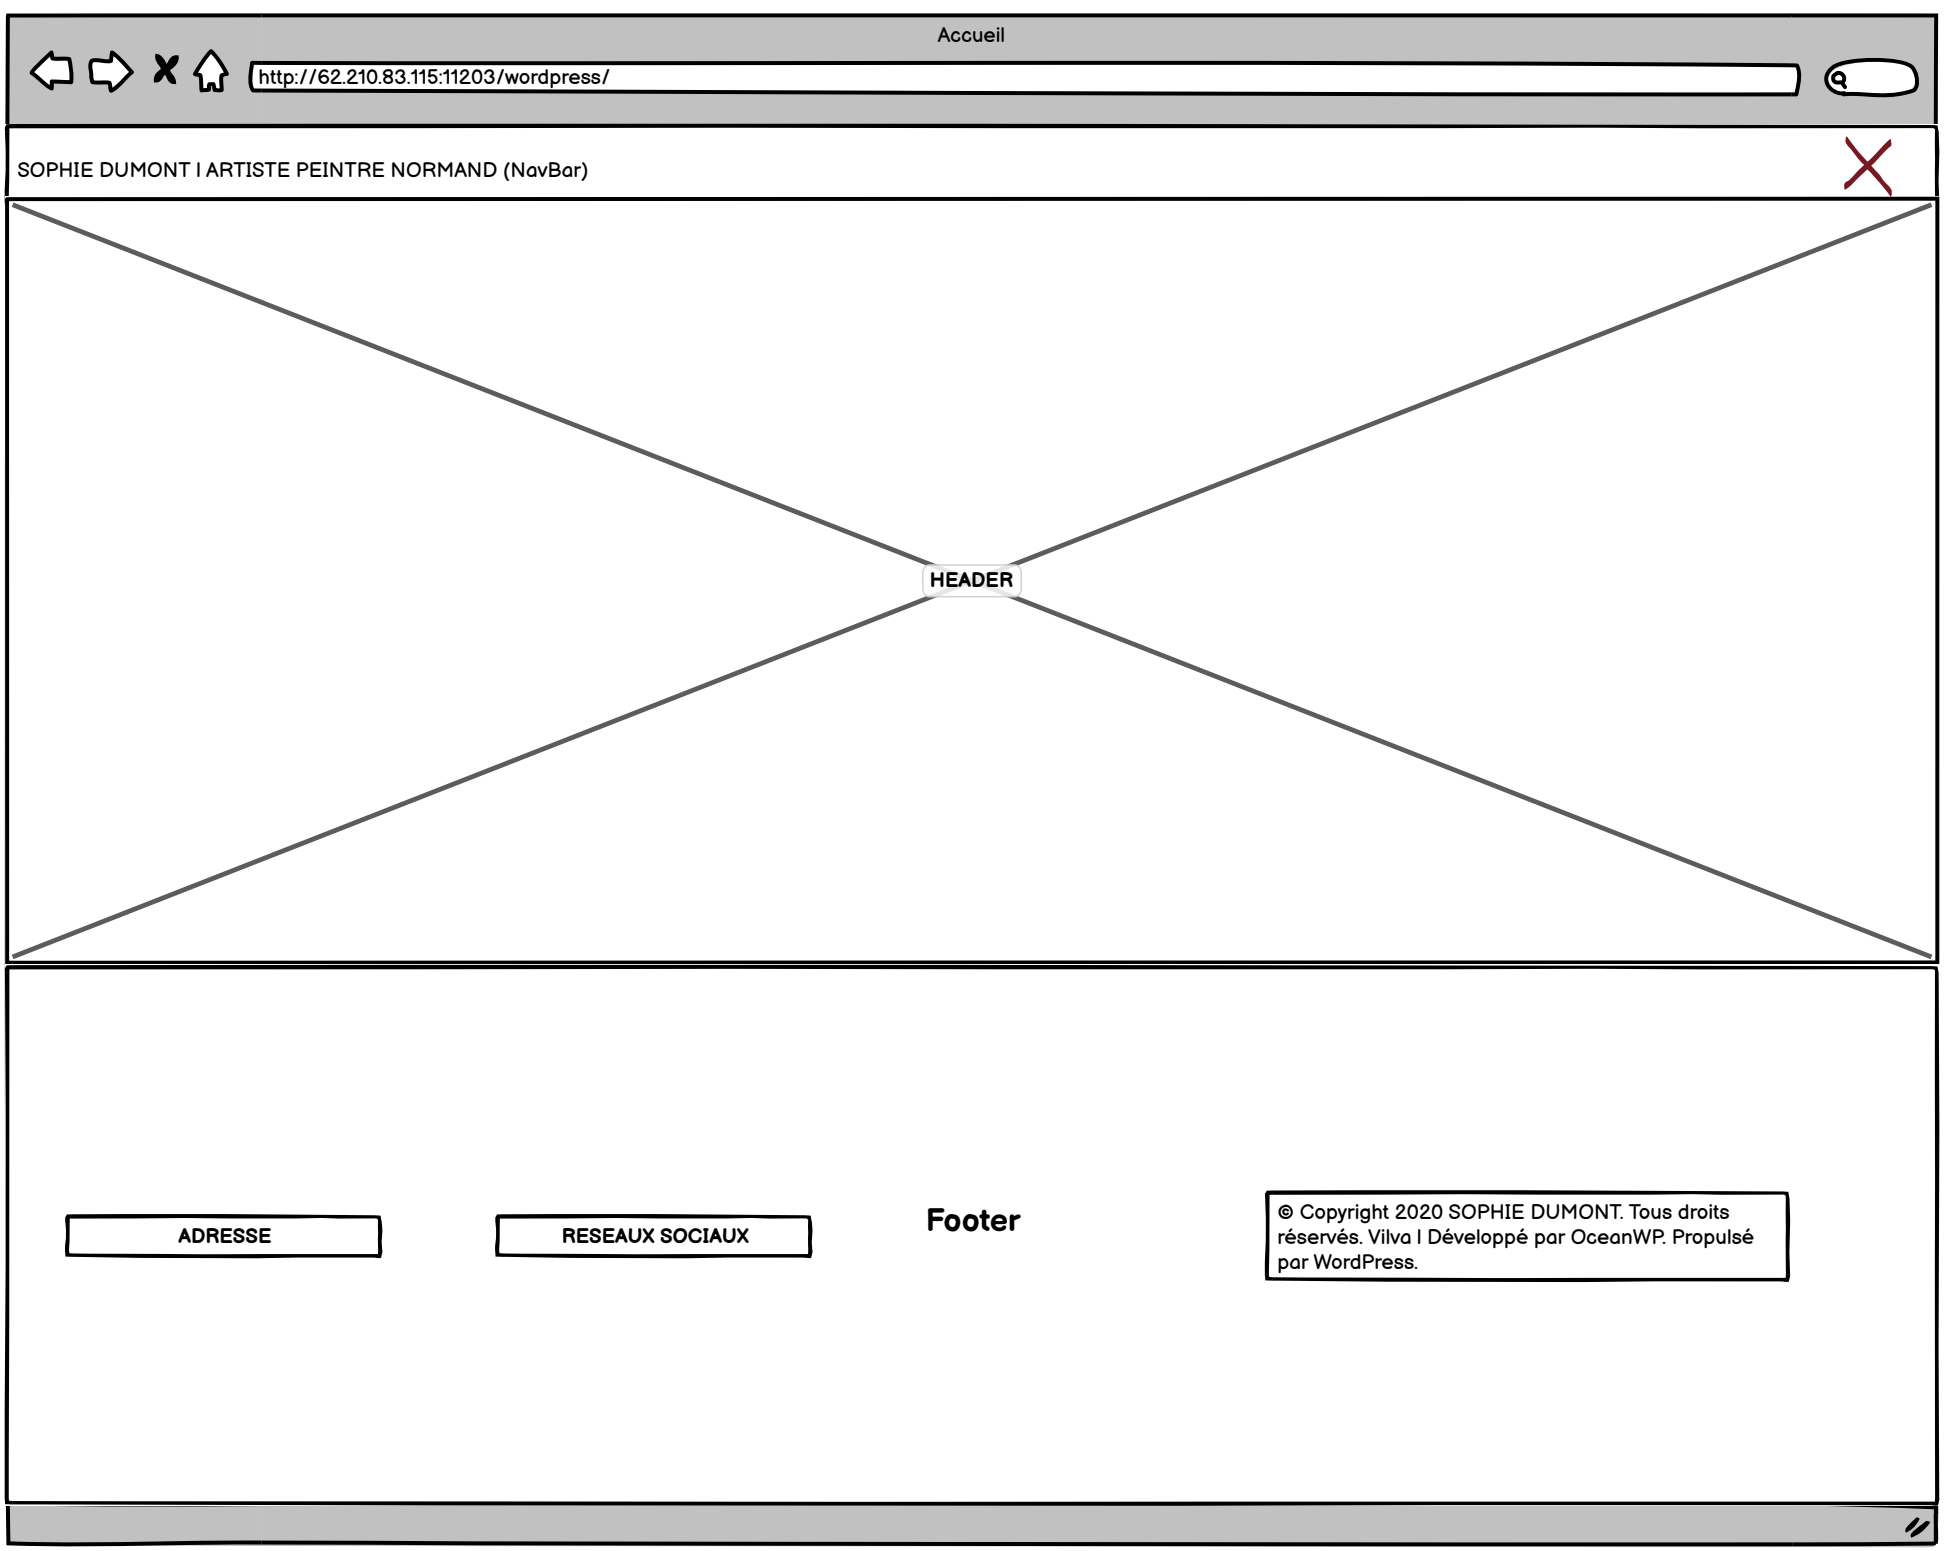 Accueil
http://62.210.83.115:11203/wordpress/
SOPHIE DUMONT | ARTISTE PEINTRE NORMAND (NavBar)
HEADER
ADRESSE
RESEAUX SOCIAUX
Footer
© Copyright 2020 SOPHIE DUMONT. Tous droits
réservés. Vilva | Développé par OceanWP. Propulsé
par WordPress.